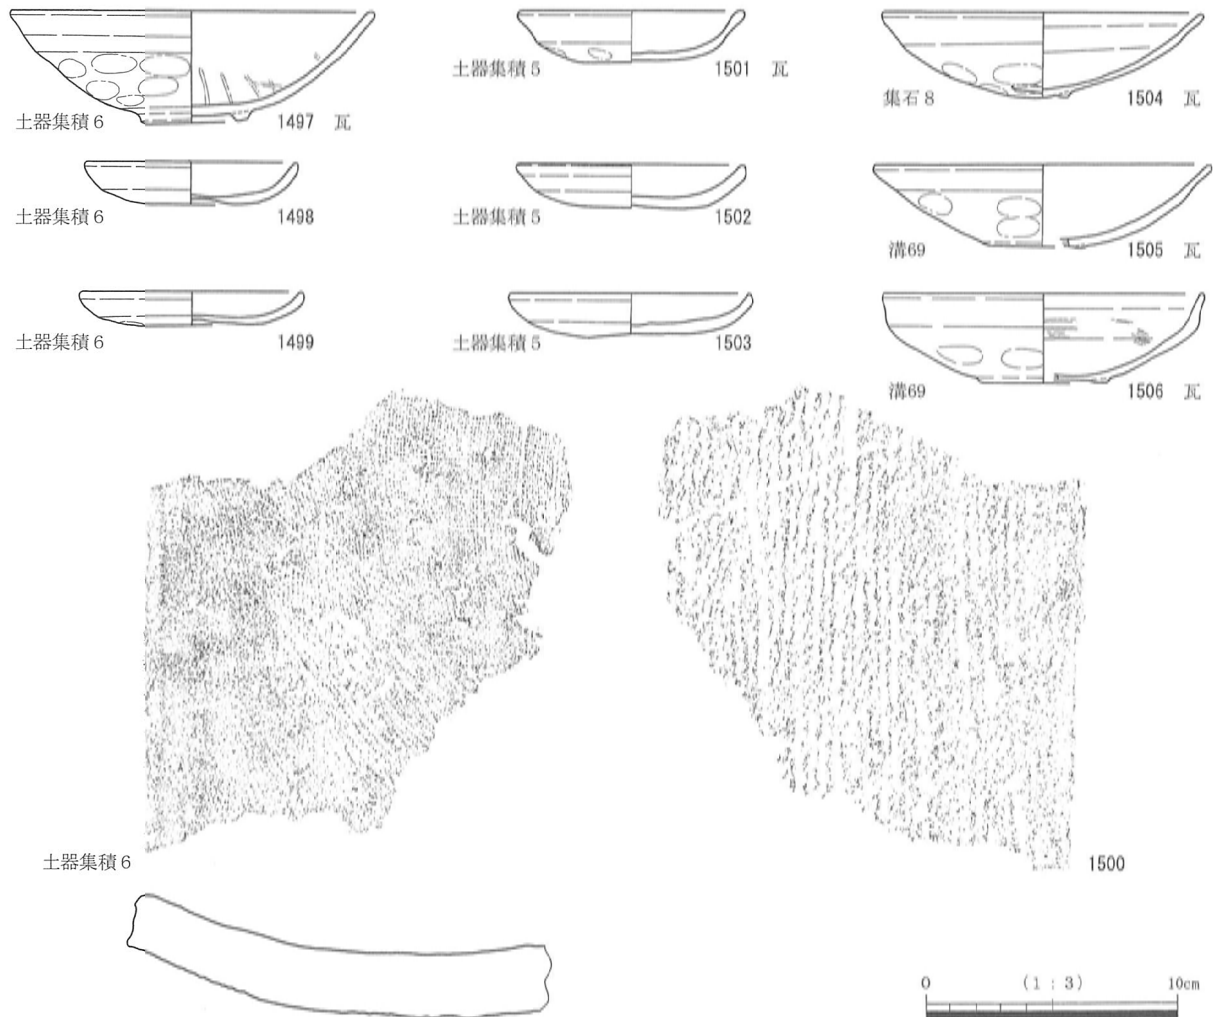 土器集積6 1497 瓦
土器集積5 1501 瓦
集石8 1504 瓦
土器集積6 1498
土器集積5 1502
溝69 1505 瓦
土器集積6 1499
土器集積5 1503
溝69 1506 瓦
土器集積6 1500
0 (1:3) 10cm